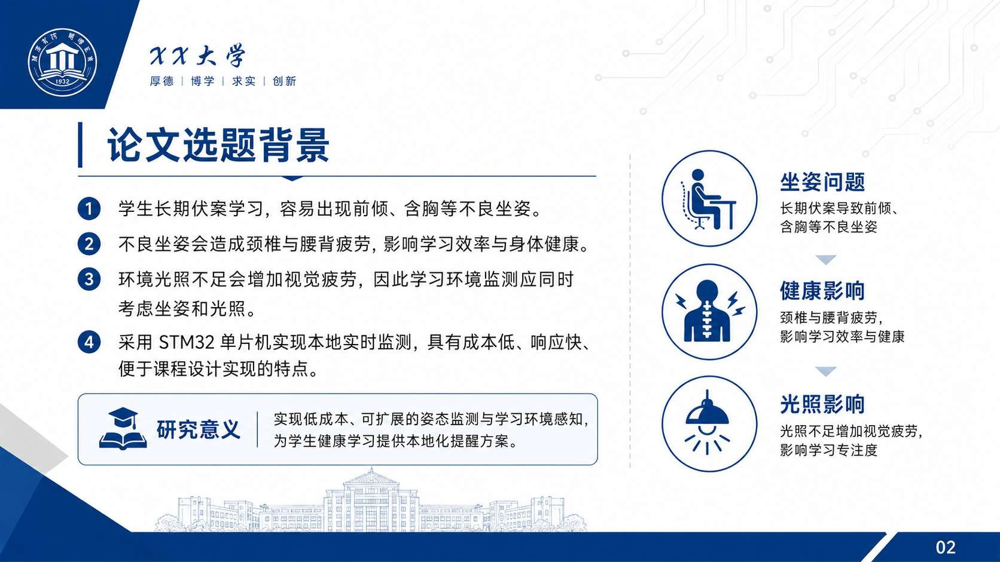 1932
XX大学
厚德 | 博学 | 求实 | 创新
论文选题背景
1 学生长期伏案学习，容易出现前倾、含胸等不良坐姿。
2 不良坐姿会造成颈椎与腰背疲劳，影响学习效率与身体健康。
3 环境光照不足会增加视觉疲劳，因此学习环境监测应同时
考虑坐姿和光照。
4 采用 STM32 单片机实现本地实时监测，具有成本低、响应快、
便于课程设计实现的特点。
研究意义
实现低成本、可扩展的姿态监测与学习环境感知，
为学生健康学习提供本地化提醒方案。
坐姿问题
长期伏案导致前倾、
含胸等不良坐姿
健康影响
颈椎与腰背疲劳，
影响学习效率与健康
光照影响
光照不足增加视觉疲劳，
影响学习专注度
02